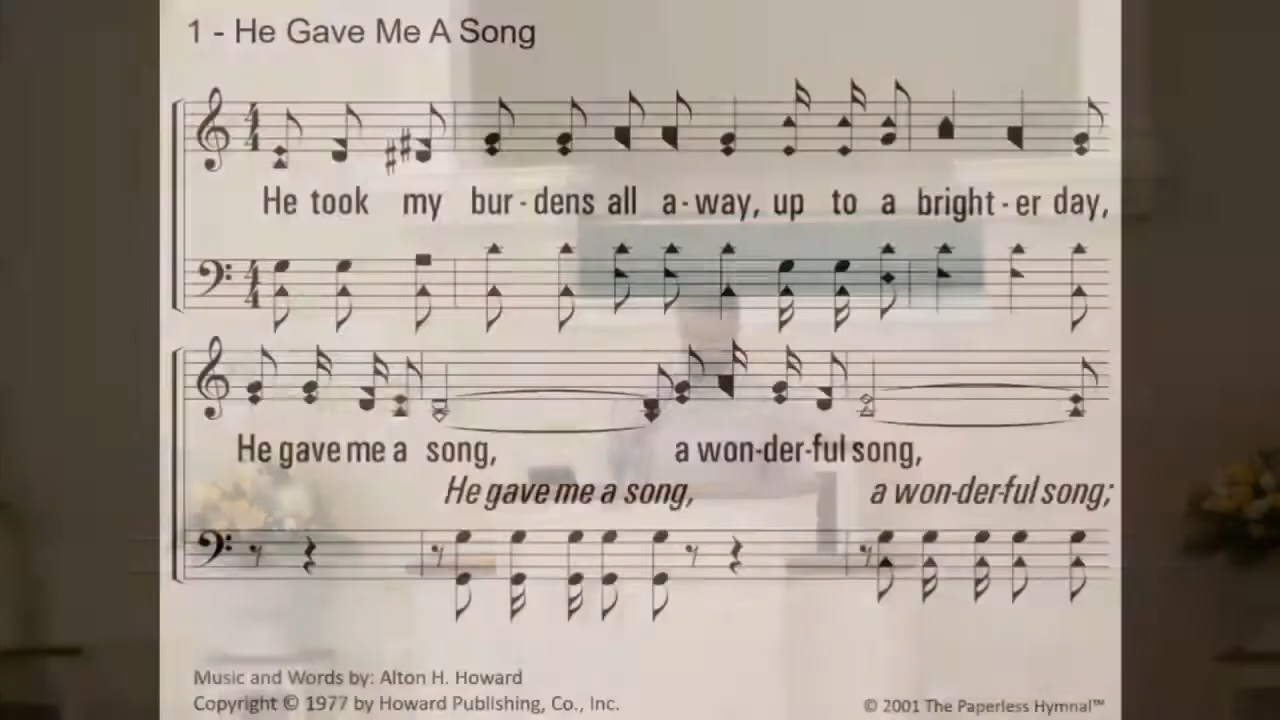 1 - He Gave Me A Song
He took my bur - dens all a - way, up to a bright - er day,
He gave me a song, a won-der-ful song,
He gave me a song, a won-der-ful song;
Music and Words by: Alton H. Howard
Copyright © 1977 by Howard Publishing, Co., Inc.
© 2001 The Paperless Hymnal™